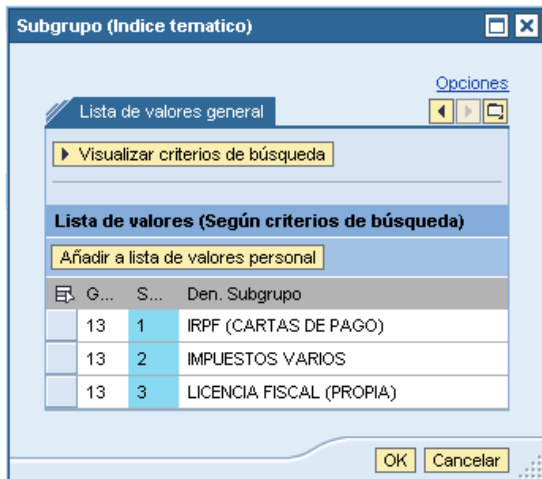 Subgrupo (Indice tematico)
Opciones
Lista de valores general
Visualizar criterios de búsqueda
Lista de valores (Según criterios de búsqueda)
Añadir a lista de valores personal
G... S... Den. Subgrupo
13 1 IRPF (CARTAS DE PAGO)
13 2 IMPUESTOS VARIOS
13 3 LICENCIA FISCAL (PROPIA)
OK Cancelar